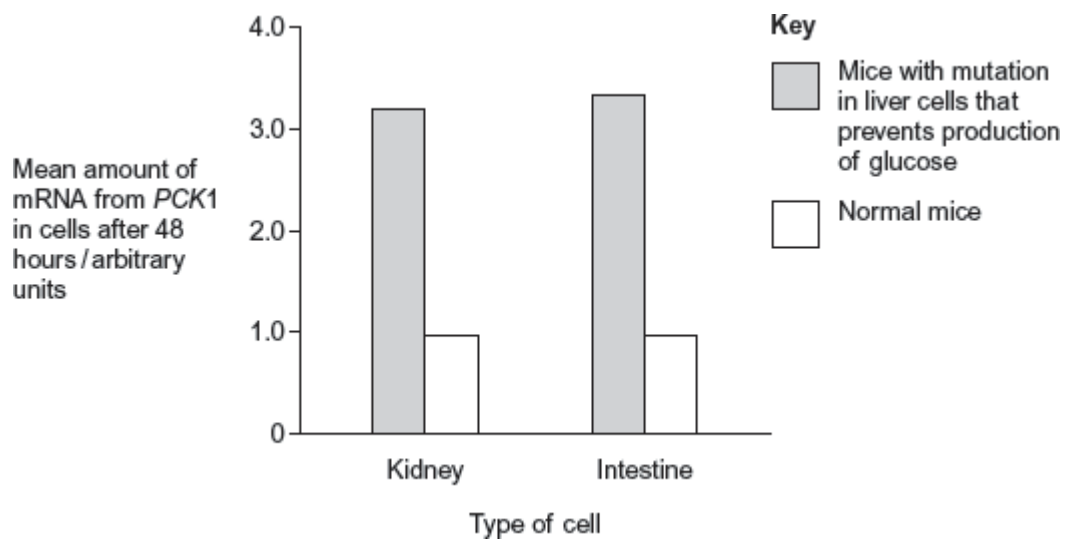 4.0
3.0
2.0
1.0
0
Mean amount of
mRNA from PCK1
in cells after 48
hours / arbitrary
units
Kidney
Intestine
Type of cell
Key
Mice with mutation
in liver cells that
prevents production
of glucose
Normal mice